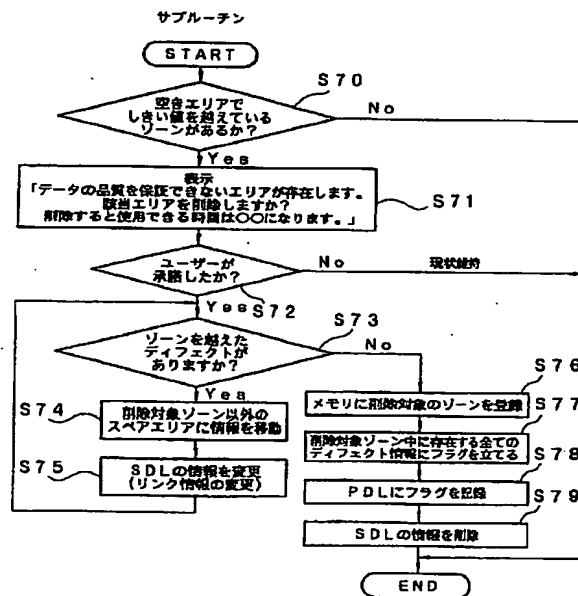 サブルーチン
START
S70
空きエリアで
しきい値を越えている
ゾーンがあるか？
No
Yes
表示
「データの品質を保証できないエリアが存在します。
該当エリアを削除しますか？
削除すると使用できる時間は〇〇になります。」
S71
ユーザーが
承諾したか？
No
現状維持
Yes
S72
S73
ゾーンを越えた
ディフェクトが
ありますか？
No
Yes
S74
削除対象ゾーン以外の
スペアエリアに情報を移動
S75
SDLの情報を変更
(リンク情報の変更)
S76
メモリに削除対象のゾーンを登録
S77
削除対象ゾーン中に存在する全ての
ディフェクト情報にフラグを立てる
S78
PDLにフラグを記録
S79
SDLの情報を削除
END